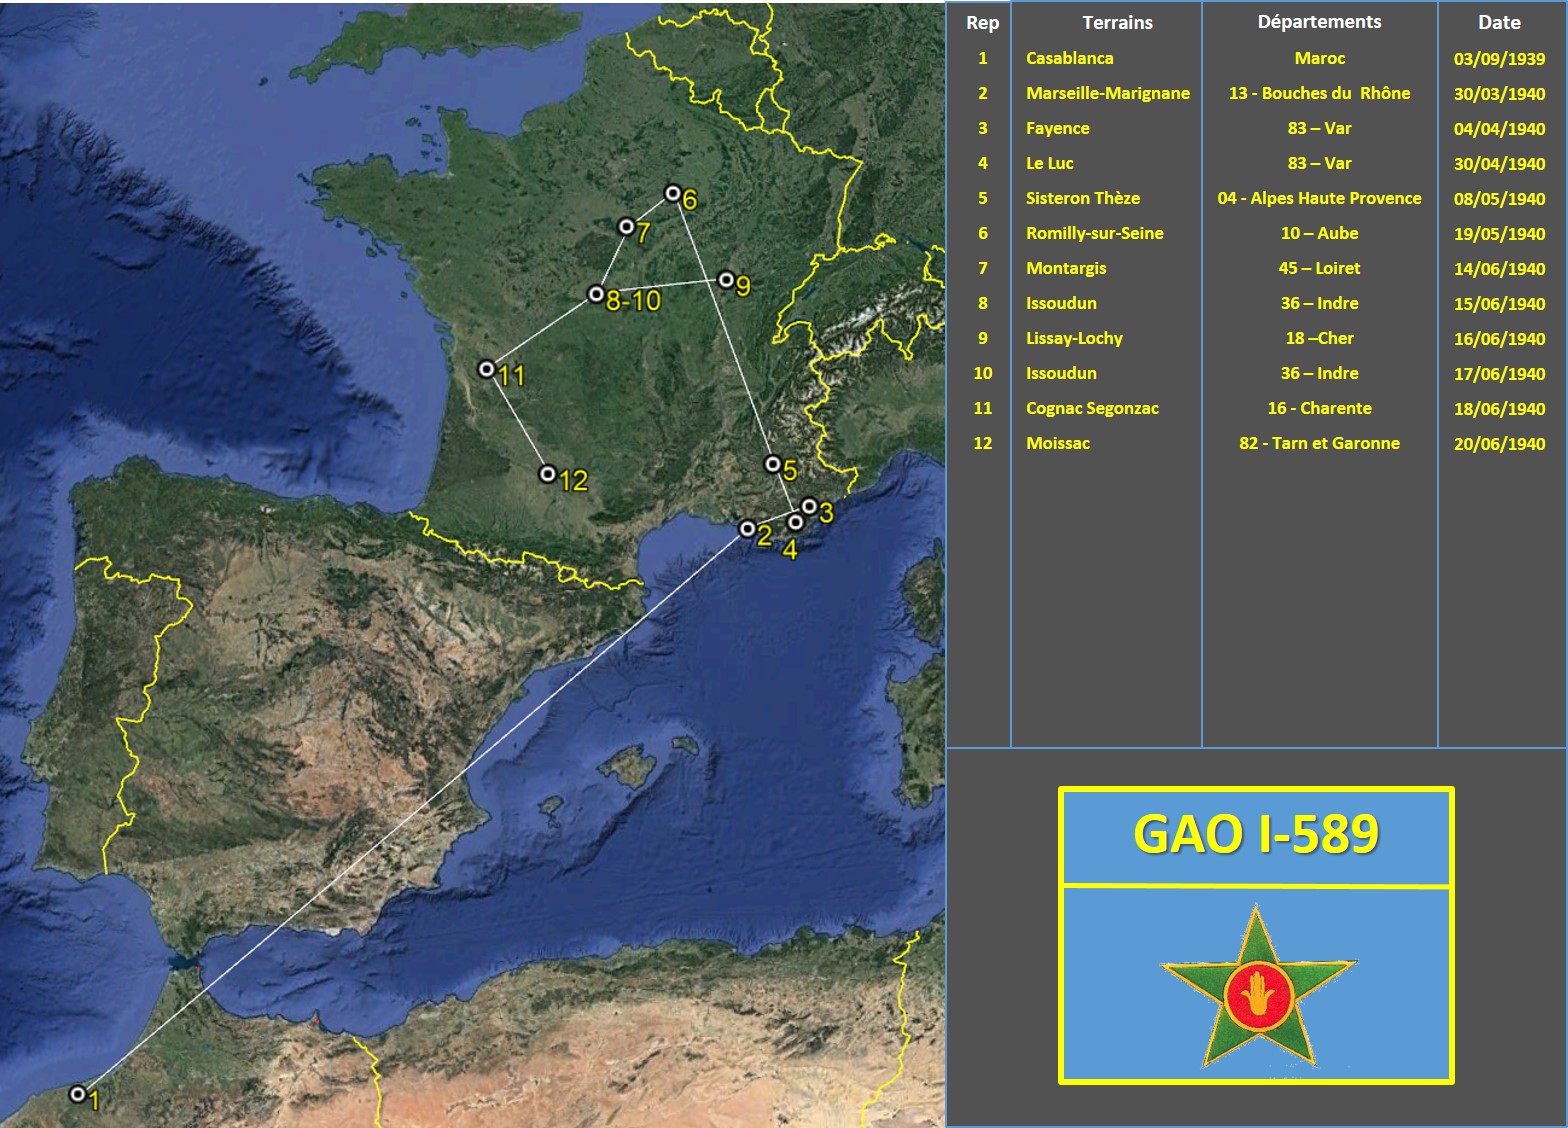 Rep Terrains Départements Date
1 Casablanca Maroc 03/09/1939
2 Marseille-Marignane 13 - Bouches du Rhône 30/03/1940
3 Fayence 83 – Var 04/04/1940
4 Le Luc 83 – Var 30/04/1940
5 Sisteron Thèze 04 - Alpes Haute Provence 08/05/1940
6 Romilly-sur-Seine 10 – Aube 19/05/1940
7 Montargis 45 – Loiret 14/06/1940
8 Issoudun 36 – Indre 15/06/1940
9 Lissay-Lochy 18 –Cher 16/06/1940
10 Issoudun 36 – Indre 17/06/1940
11 Cognac Segonzac 16 - Charente 18/06/1940
12 Moissac 82 - Tarn et Garonne 20/06/1940
6
7
9
8-10
11
5
12
3
2
4
1
GAO I-589